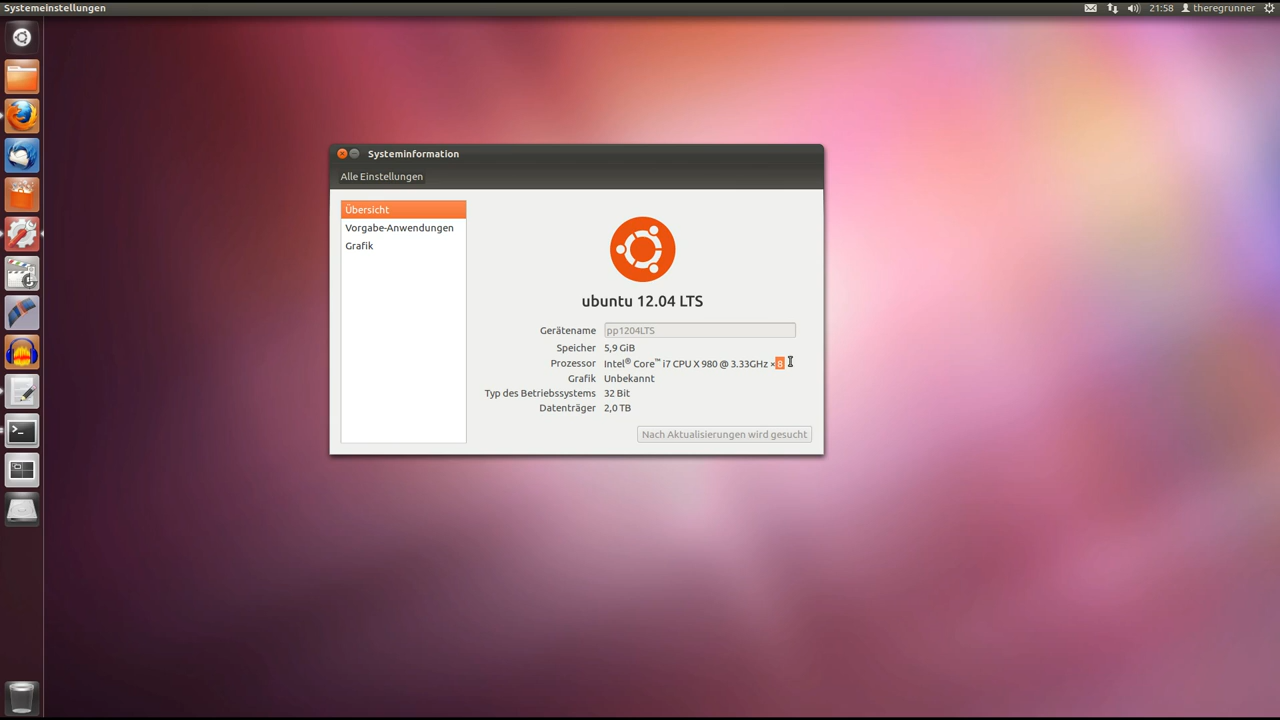 Systemeinstellungen
21:58 theregrunner
Systeminformation
Alle Einstellungen
Übersicht
Vorgabe-Anwendungen
Grafik
ubuntu 12.04 LTS
Gerätename pp1204LTS
Speicher 5,9 GiB
Prozessor Intel® Core™ i7 CPU X 980 @ 3.33GHz ×8
Grafik Unbekannt
Typ des Betriebssystems 32 Bit
Datenträger 2,0 TB
Nach Aktualisierungen wird gesucht